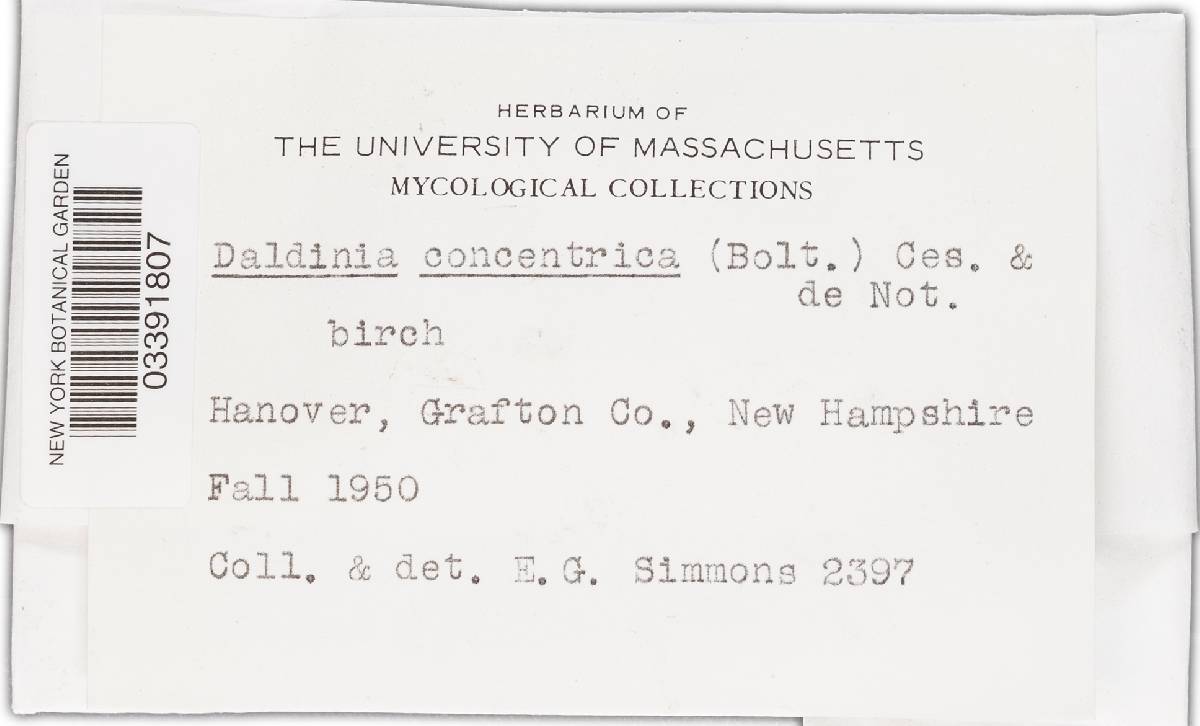 HERBARIUM OF
THE UNIVERSITY OF MASSACHUSETTS
MYCOLOGICAL COLLECTIONS
Daldinia concentrica (Bolt.) Ces. &
de Not.
birch
Hanover, Grafton Co., New Hampshire
Fall 1950
Coll. & det. E.G. Simmons 2397
NEW YORK BOTANICAL GARDEN
03391807